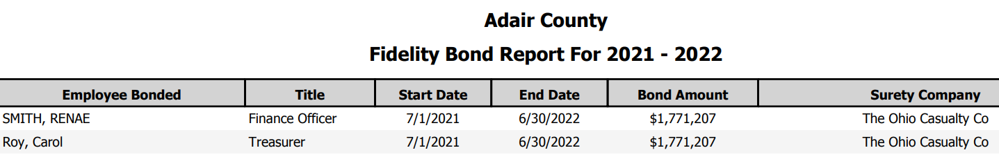 Adair County
Fidelity Bond Report For 2021 - 2022
Employee Bonded Title Start Date End Date Bond Amount Surety Company
SMITH, RENAE Finance Officer 7/1/2021 6/30/2022 $1,771,207 The Ohio Casualty Co
Roy, Carol Treasurer 7/1/2021 6/30/2022 $1,771,207 The Ohio Casualty Co